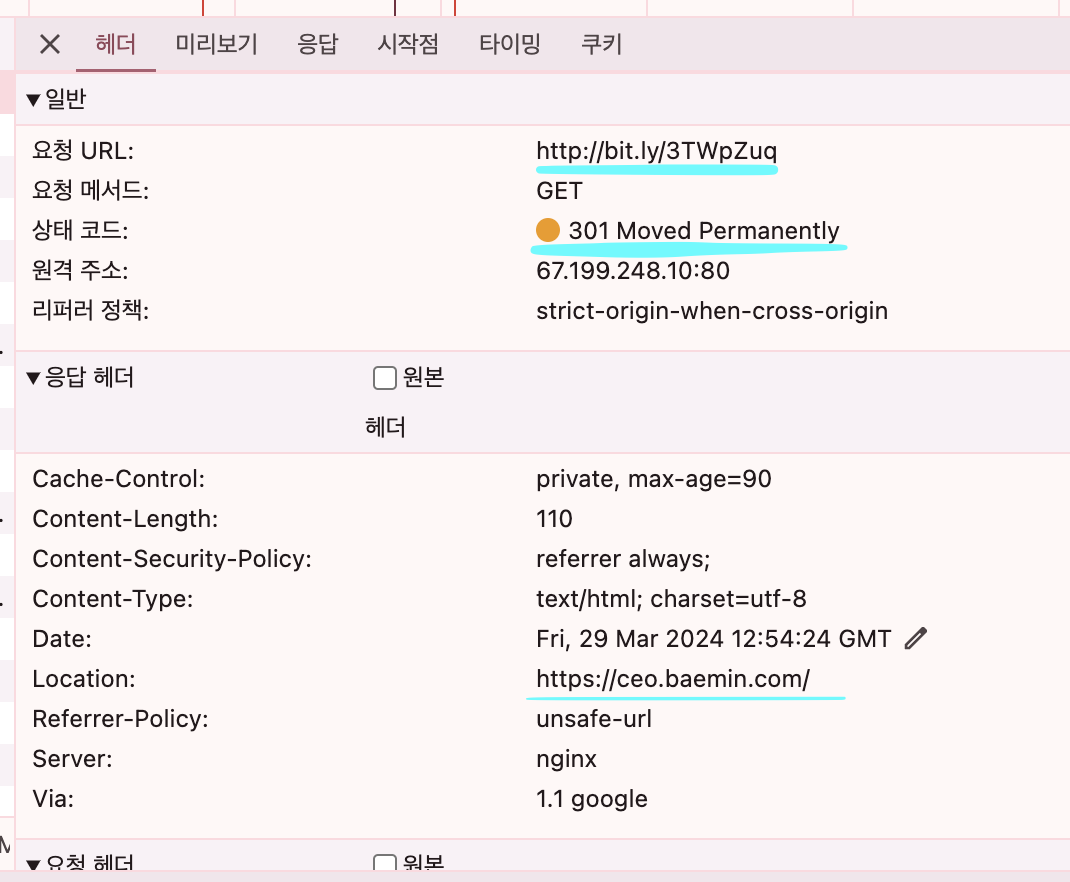 헤더 미리보기 응답 시작점 타이밍 쿠키
▼일반
요청 URL: http://bit.ly/3TWpZuq
요청 메서드: GET
상태 코드: 301 Moved Permanently
원격 주소: 67.199.248.10:80
리퍼러 정책: strict-origin-when-cross-origin
▼응답 헤더 원본
헤더
Cache-Control: private, max-age=90
Content-Length: 110
Content-Security-Policy: referrer always;
Content-Type: text/html; charset=utf-8
Date: Fri, 29 Mar 2024 12:54:24 GMT
Location: https://ceo.baemin.com/
Referrer-Policy: unsafe-url
Server: nginx
Via: 1.1 google
▼요청 헤더 원본